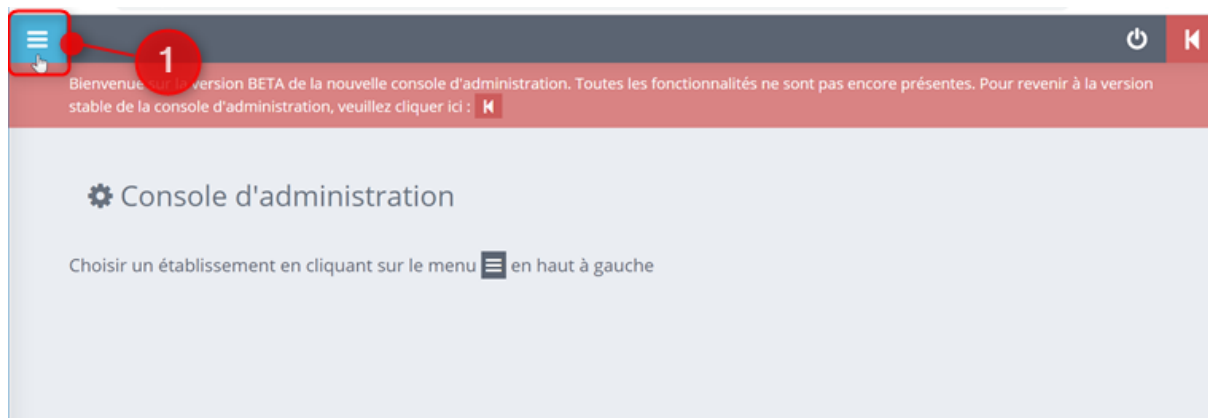 1
Bienvenue sur la version BETA de la nouvelle console d'administration. Toutes les fonctionnalités ne sont pas encore présentes. Pour revenir à la version
stable de la console d'administration, veuillez cliquer ici :
Console d'administration
Choisir un établissement en cliquant sur le menu en haut à gauche